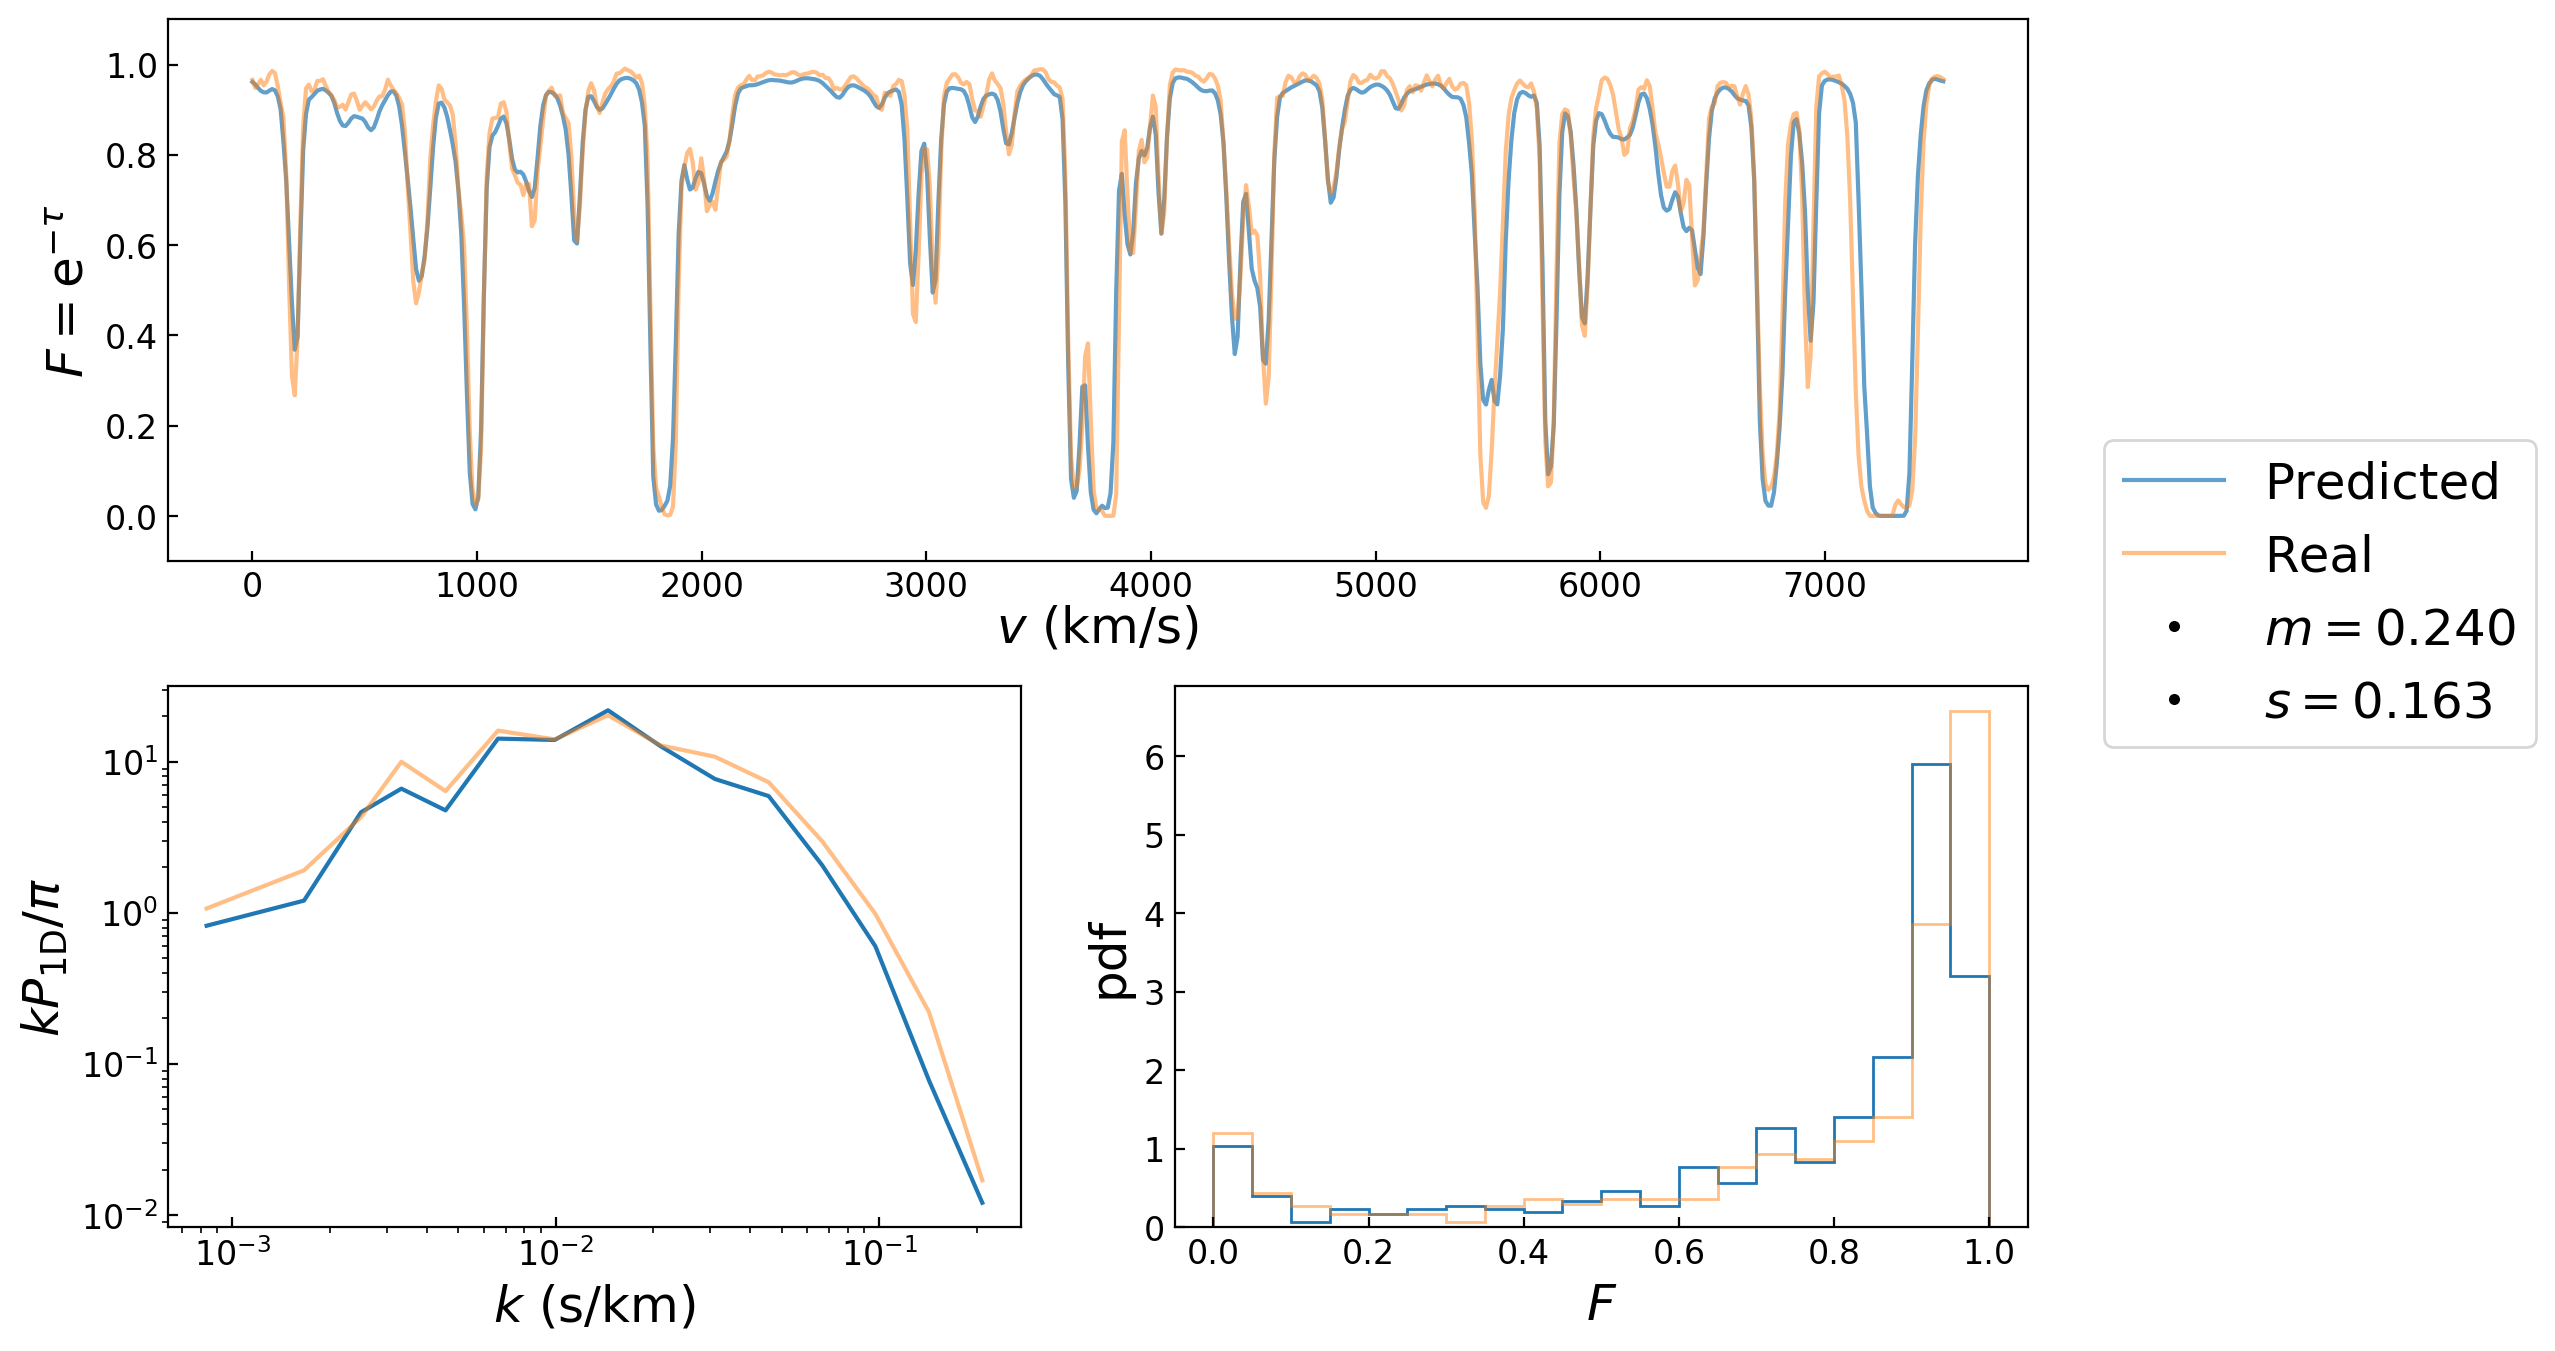 1.0
0.8
0.6
0.4
0.2
0.0
F = e^{−τ}
0 1000 2000 3000 4000 5000 6000 7000
v (km/s)
Predicted
Real
m = 0.240
s = 0.163
10^1
10^0
10^{−1}
10^{−2}
kP_{1D}/π
10^{−3} 10^{−2} 10^{−1}
k (s/km)
6
5
4
3
2
1
0
pdf
0.0 0.2 0.4 0.6 0.8 1.0
F